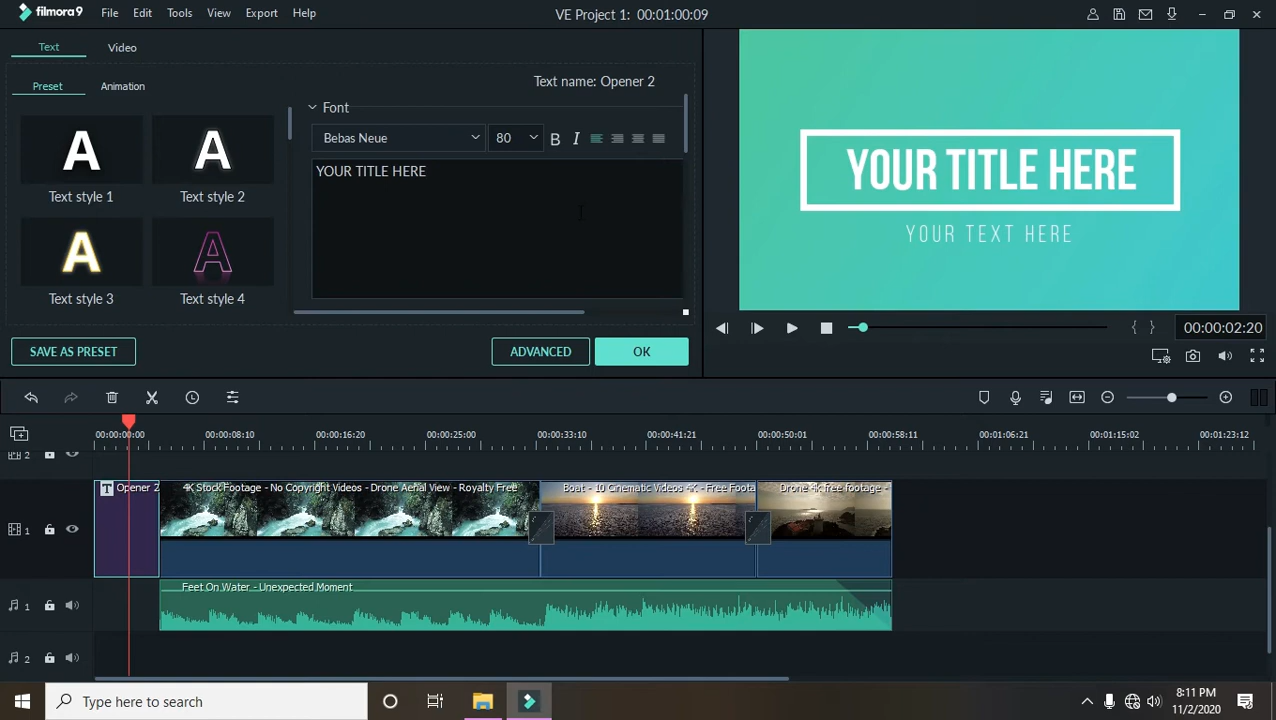 filmora9 File Edit Tools View Export Help VE Project 1: 00:01:00:09
Text Video
Preset Animation Text name: Opener 2
Font
Bebas Neue 80 B I
YOUR TITLE HERE
A A
Text style 1 Text style 2
A A
Text style 3 Text style 4
YOUR TITLE HERE
YOUR TEXT HERE
{ } 00:00:02:20
SAVE AS PRESET ADVANCED OK
00:00:00:00 00:00:08:10 00:00:16:20 00:00:25:00 00:00:33:10 00:00:41:21 00:00:50:01 00:00:58:11 00:01:06:21 00:01:15:02 00:01:23:12
2
T Opener 2 4K Stock Footage - No Copyright Videos - Drone Aerial View - Royalty Free Boat - 10 Cinematic Videos 4K - Free Foota Drone 4k free footage -
1
Feet On Water - Unexpected Moment
1
2
Type here to search
8:11 PM
11/2/2020